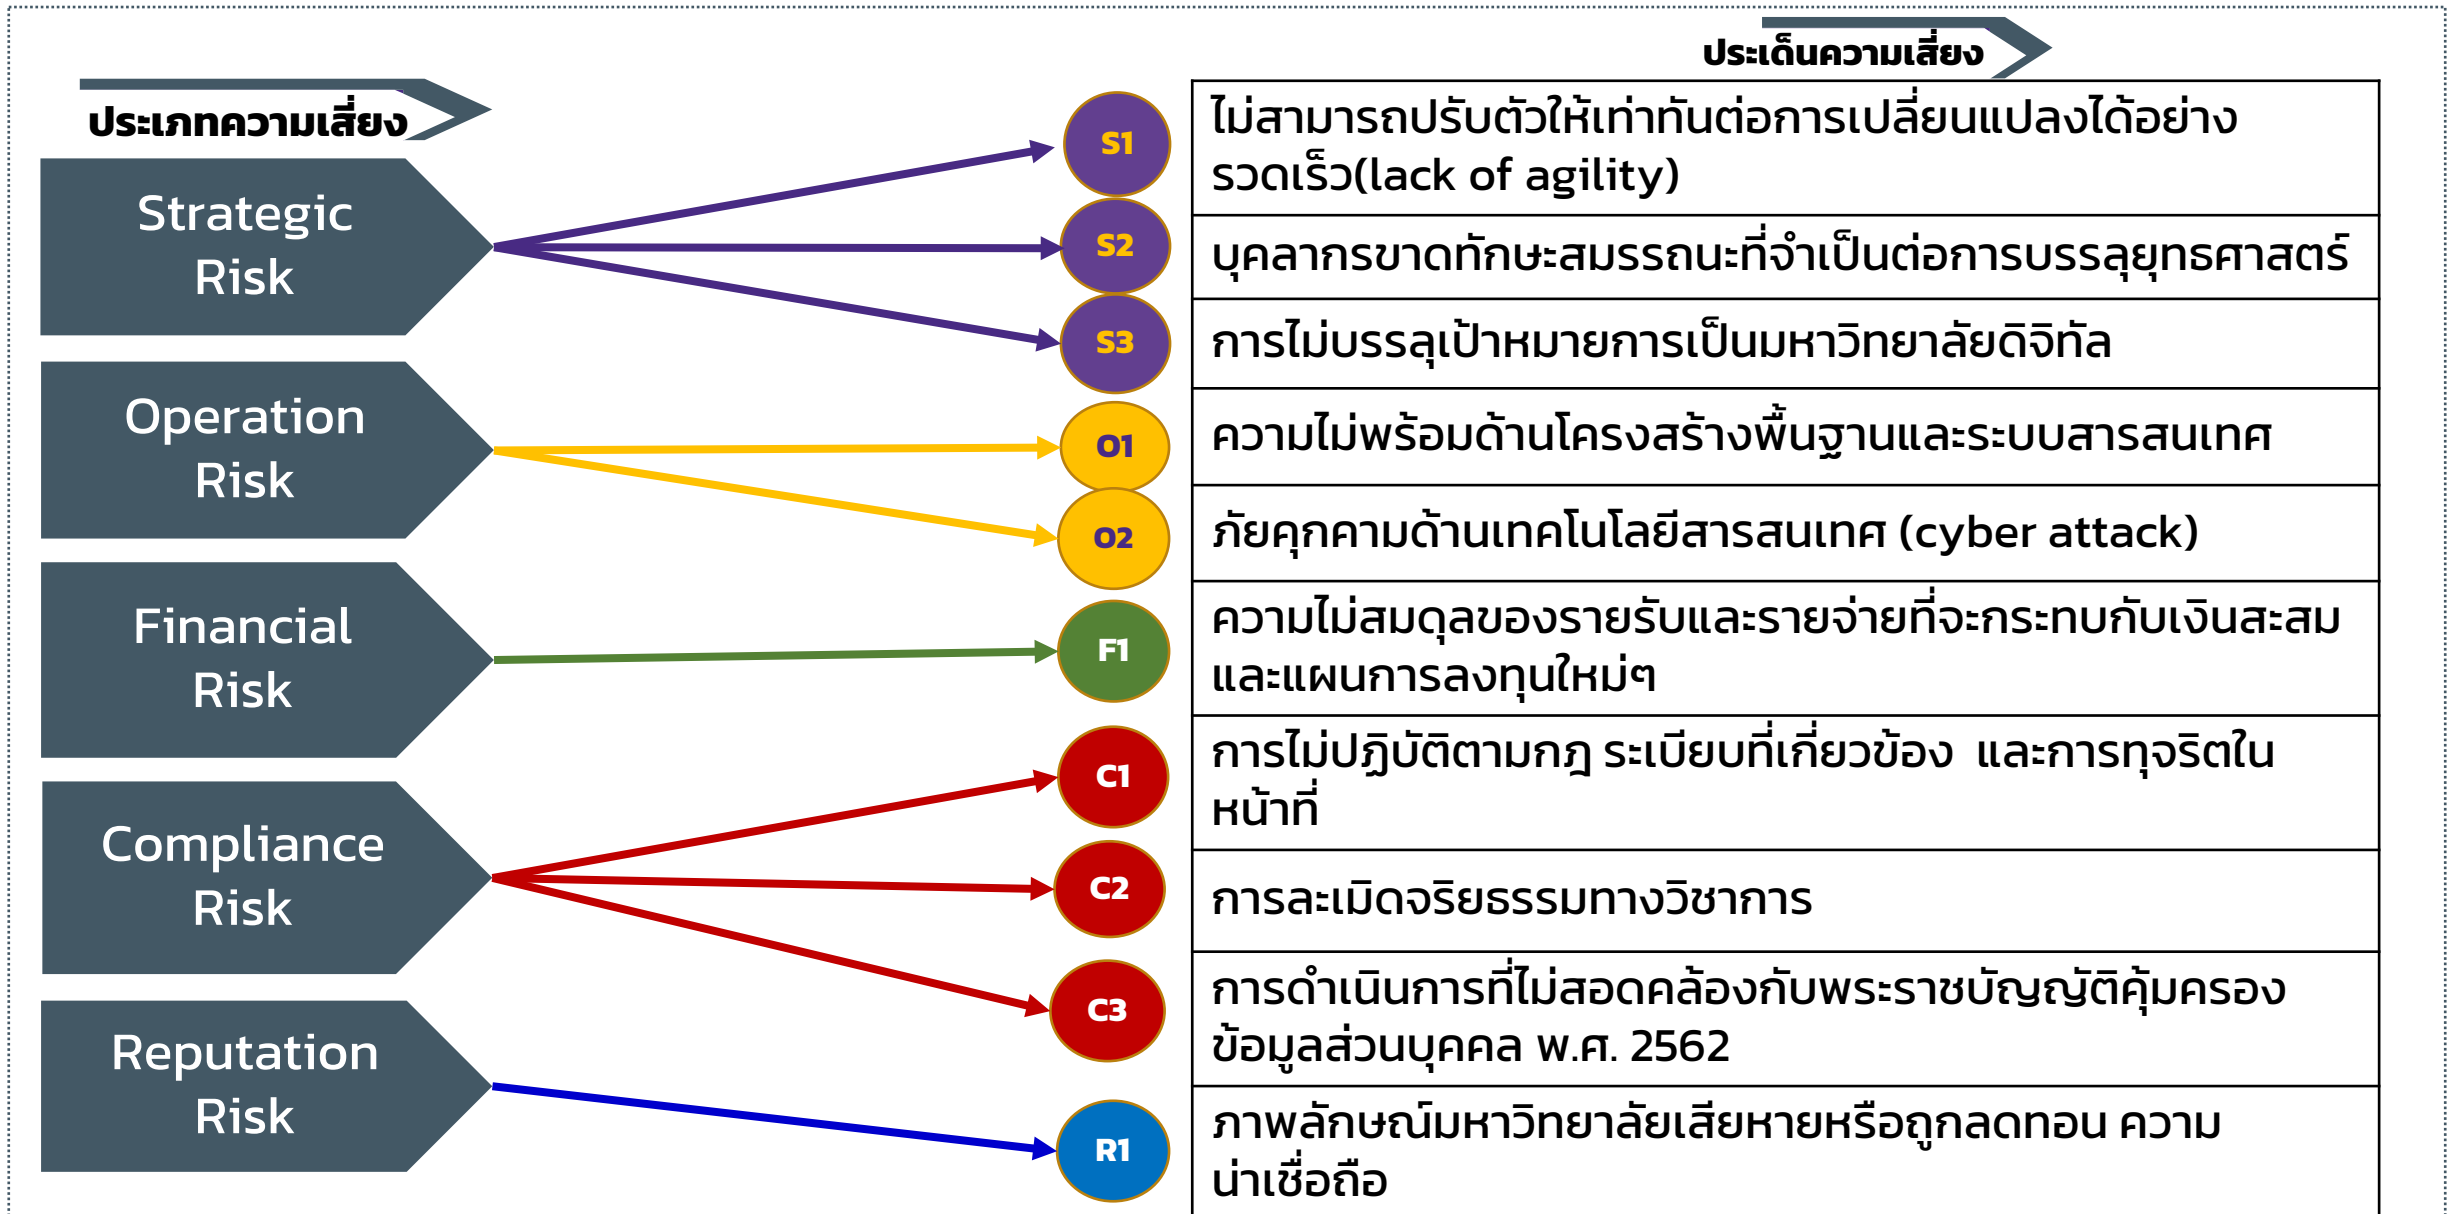 ประเด็นความเสี่ยง
ประเภทความเสี่ยง
Strategic
Risk
Operation
Risk
Financial
Risk
Compliance
Risk
Reputation
Risk
S1
ไม่สามารถปรับตัวให้เท่าทันต่อการเปลี่ยนแปลงได้อย่าง
รวดเร็ว(lack of agility)
S2
บุคลากรขาดทักษะสมรรถนะที่จำเป็นต่อการบรรลุยุทธศาสตร์
S3
การไม่บรรลุเป้าหมายการเป็นมหาวิทยาลัยดิจิทัล
O1
ความไม่พร้อมด้านโครงสร้างพื้นฐานและระบบสารสนเทศ
O2
ภัยคุกคามด้านเทคโนโลยีสารสนเทศ (cyber attack)
F1
ความไม่สมดุลของรายรับและรายจ่ายที่จะกระทบกับเงินสะสม
และแผนการลงทุนใหม่ๆ
C1
การไม่ปฏิบัติตามกฎ ระเบียบที่เกี่ยวข้อง และการทุจริตใน
หน้าที่
C2
การละเมิดจริยธรรมทางวิชาการ
C3
การดำเนินการที่ไม่สอดคล้องกับพระราชบัญญัติคุ้มครอง
ข้อมูลส่วนบุคคล พ.ศ. 2562
R1
ภาพลักษณ์มหาวิทยาลัยเสียหายหรือถูกลดทอน ความ
น่าเชื่อถือ